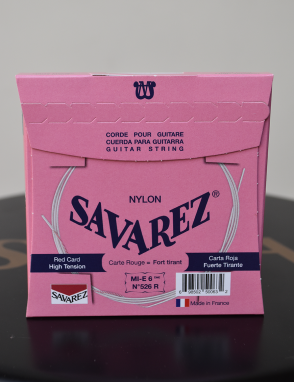 CORDE POUR GUITARE
CUERDA PARA GUITARRA
GUITAR STRING
NYLON
SAVAREZ®
Red Card
High Tension
Carte Rouge = Fort tirant
Carta Roja
Fuerte Tirante
MI-E 6
N°526 R
SAVAREZ
Made in France